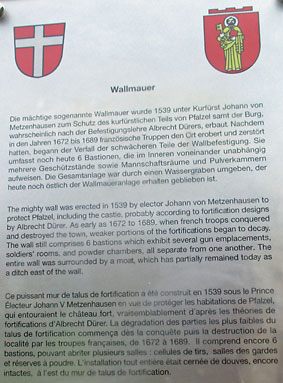 Wallmauer
Die mächtige sogenannte Wallmauer wurde 1539 unter Kurfürst Johann von
Metzenhausen zum Schutz des kurfürstlichen Teils von Pfalzel samt der Burg,
wahrscheinlich nach der Befestigungslehre Albrecht Dürers, erbaut. Nachdem
in den Jahren 1672 bis 1689 französische Truppen den Ort erobert und zerstört
hatten, begann der Verfall der schwächeren Teile der Wallbefestigung. Sie
umfasst noch heute 6 Bastionen, die im Inneren voneinander unabhängig
mehrere Geschützstände sowie Mannschaftsräume und Pulverkammern
aufweisen. Die Gesamtanlage war durch einen Wassergraben umgeben, der
heute noch östlich der Wallmaueranlage erhalten geblieben ist.
The mighty wall was erected in 1539 by elector Johann von Metzenhausen to
protect Pfalzel, including the castle, probably according to fortification designs
by Albrecht Dürer. As early as 1672 to 1689, when french troops conquered
and destroyed the town, weaker portions of the fortifications began to decay.
The wall still comprises 6 bastions which exhibit several gun emplacements,
soldiers' rooms, and powder chambers, all separate from one another. The
entire wall was surrounded by a moat, which has partially remained today as
a ditch east of the wall.
Ce puissant mur de talus de fortification a été construit en 1539 sous le Prince
Électeur Johann V Metzenhausen en vue de protéger les habitations de Pfalzel,
qui entouraient le château fort, vraisemblablement d'après les théories de
fortifications d'Albrecht Dürer. La dégradation des parties les plus faibles du
talus de fortification commença dès la conquête puis la destruction de la
localité par les troupes françaises, de 1672 à 1689. Il comprend encore 6
bastions, pouvant abriter plusieurs salles : cellules de tirs, salles des gardes
et réserves à poudre. L'installation tout entière était cernée de douves, encore
intactes, à l'est du mur de talus de fortification.